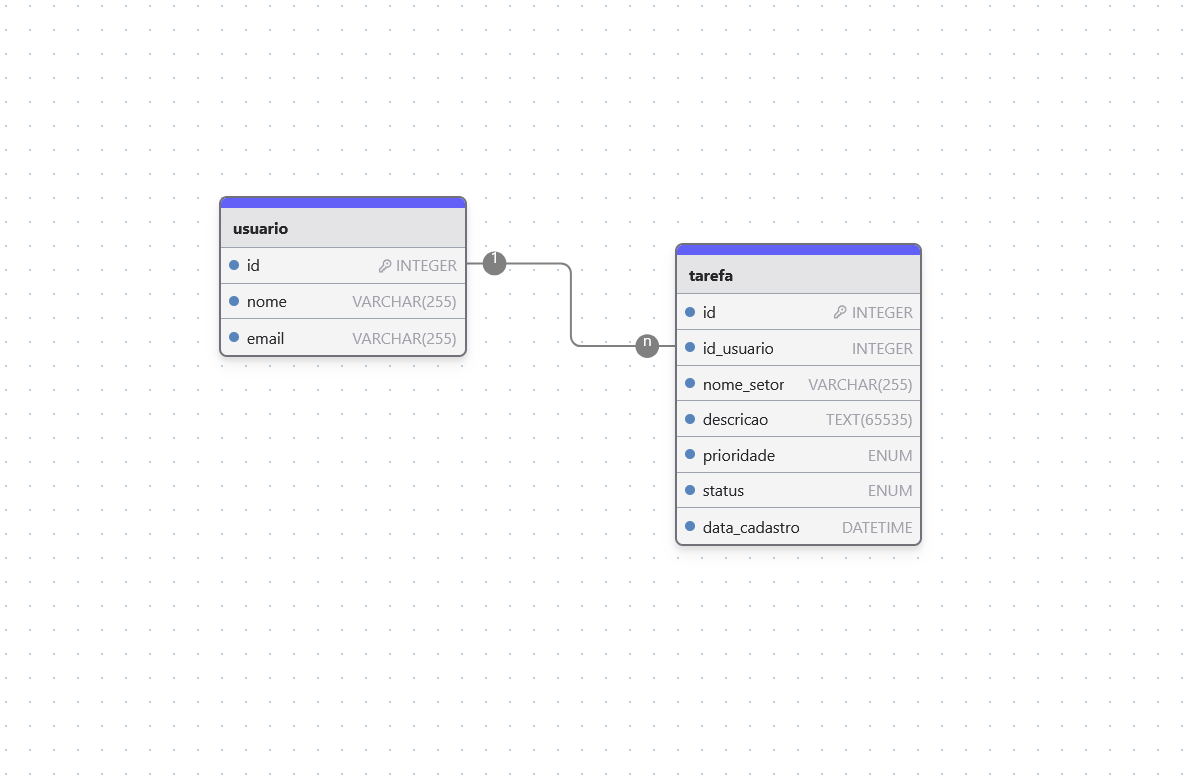 usuario
id INTEGER
nome VARCHAR(255)
email VARCHAR(255)
1
n
tarefa
id INTEGER
id_usuario INTEGER
nome_setor VARCHAR(255)
descricao TEXT(65535)
prioridade ENUM
status ENUM
data_cadastro DATETIME